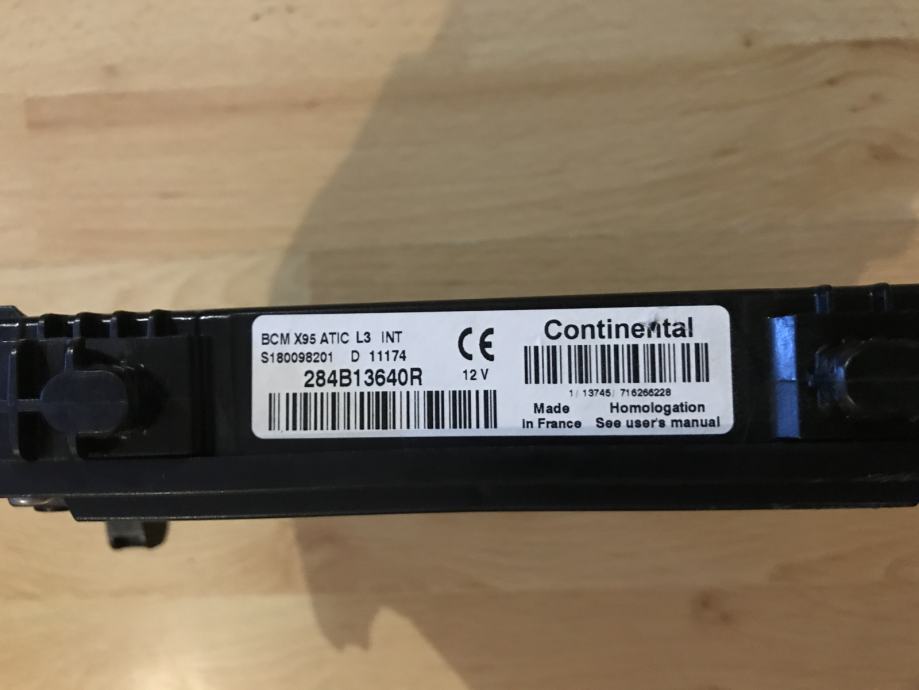 BCM X95 ATIC L3 INT
S180098201 D 11174
284B13640R
CE
12 V
Continental
1/ 13745/ 716266228
Made Homologation
in France See user's manual